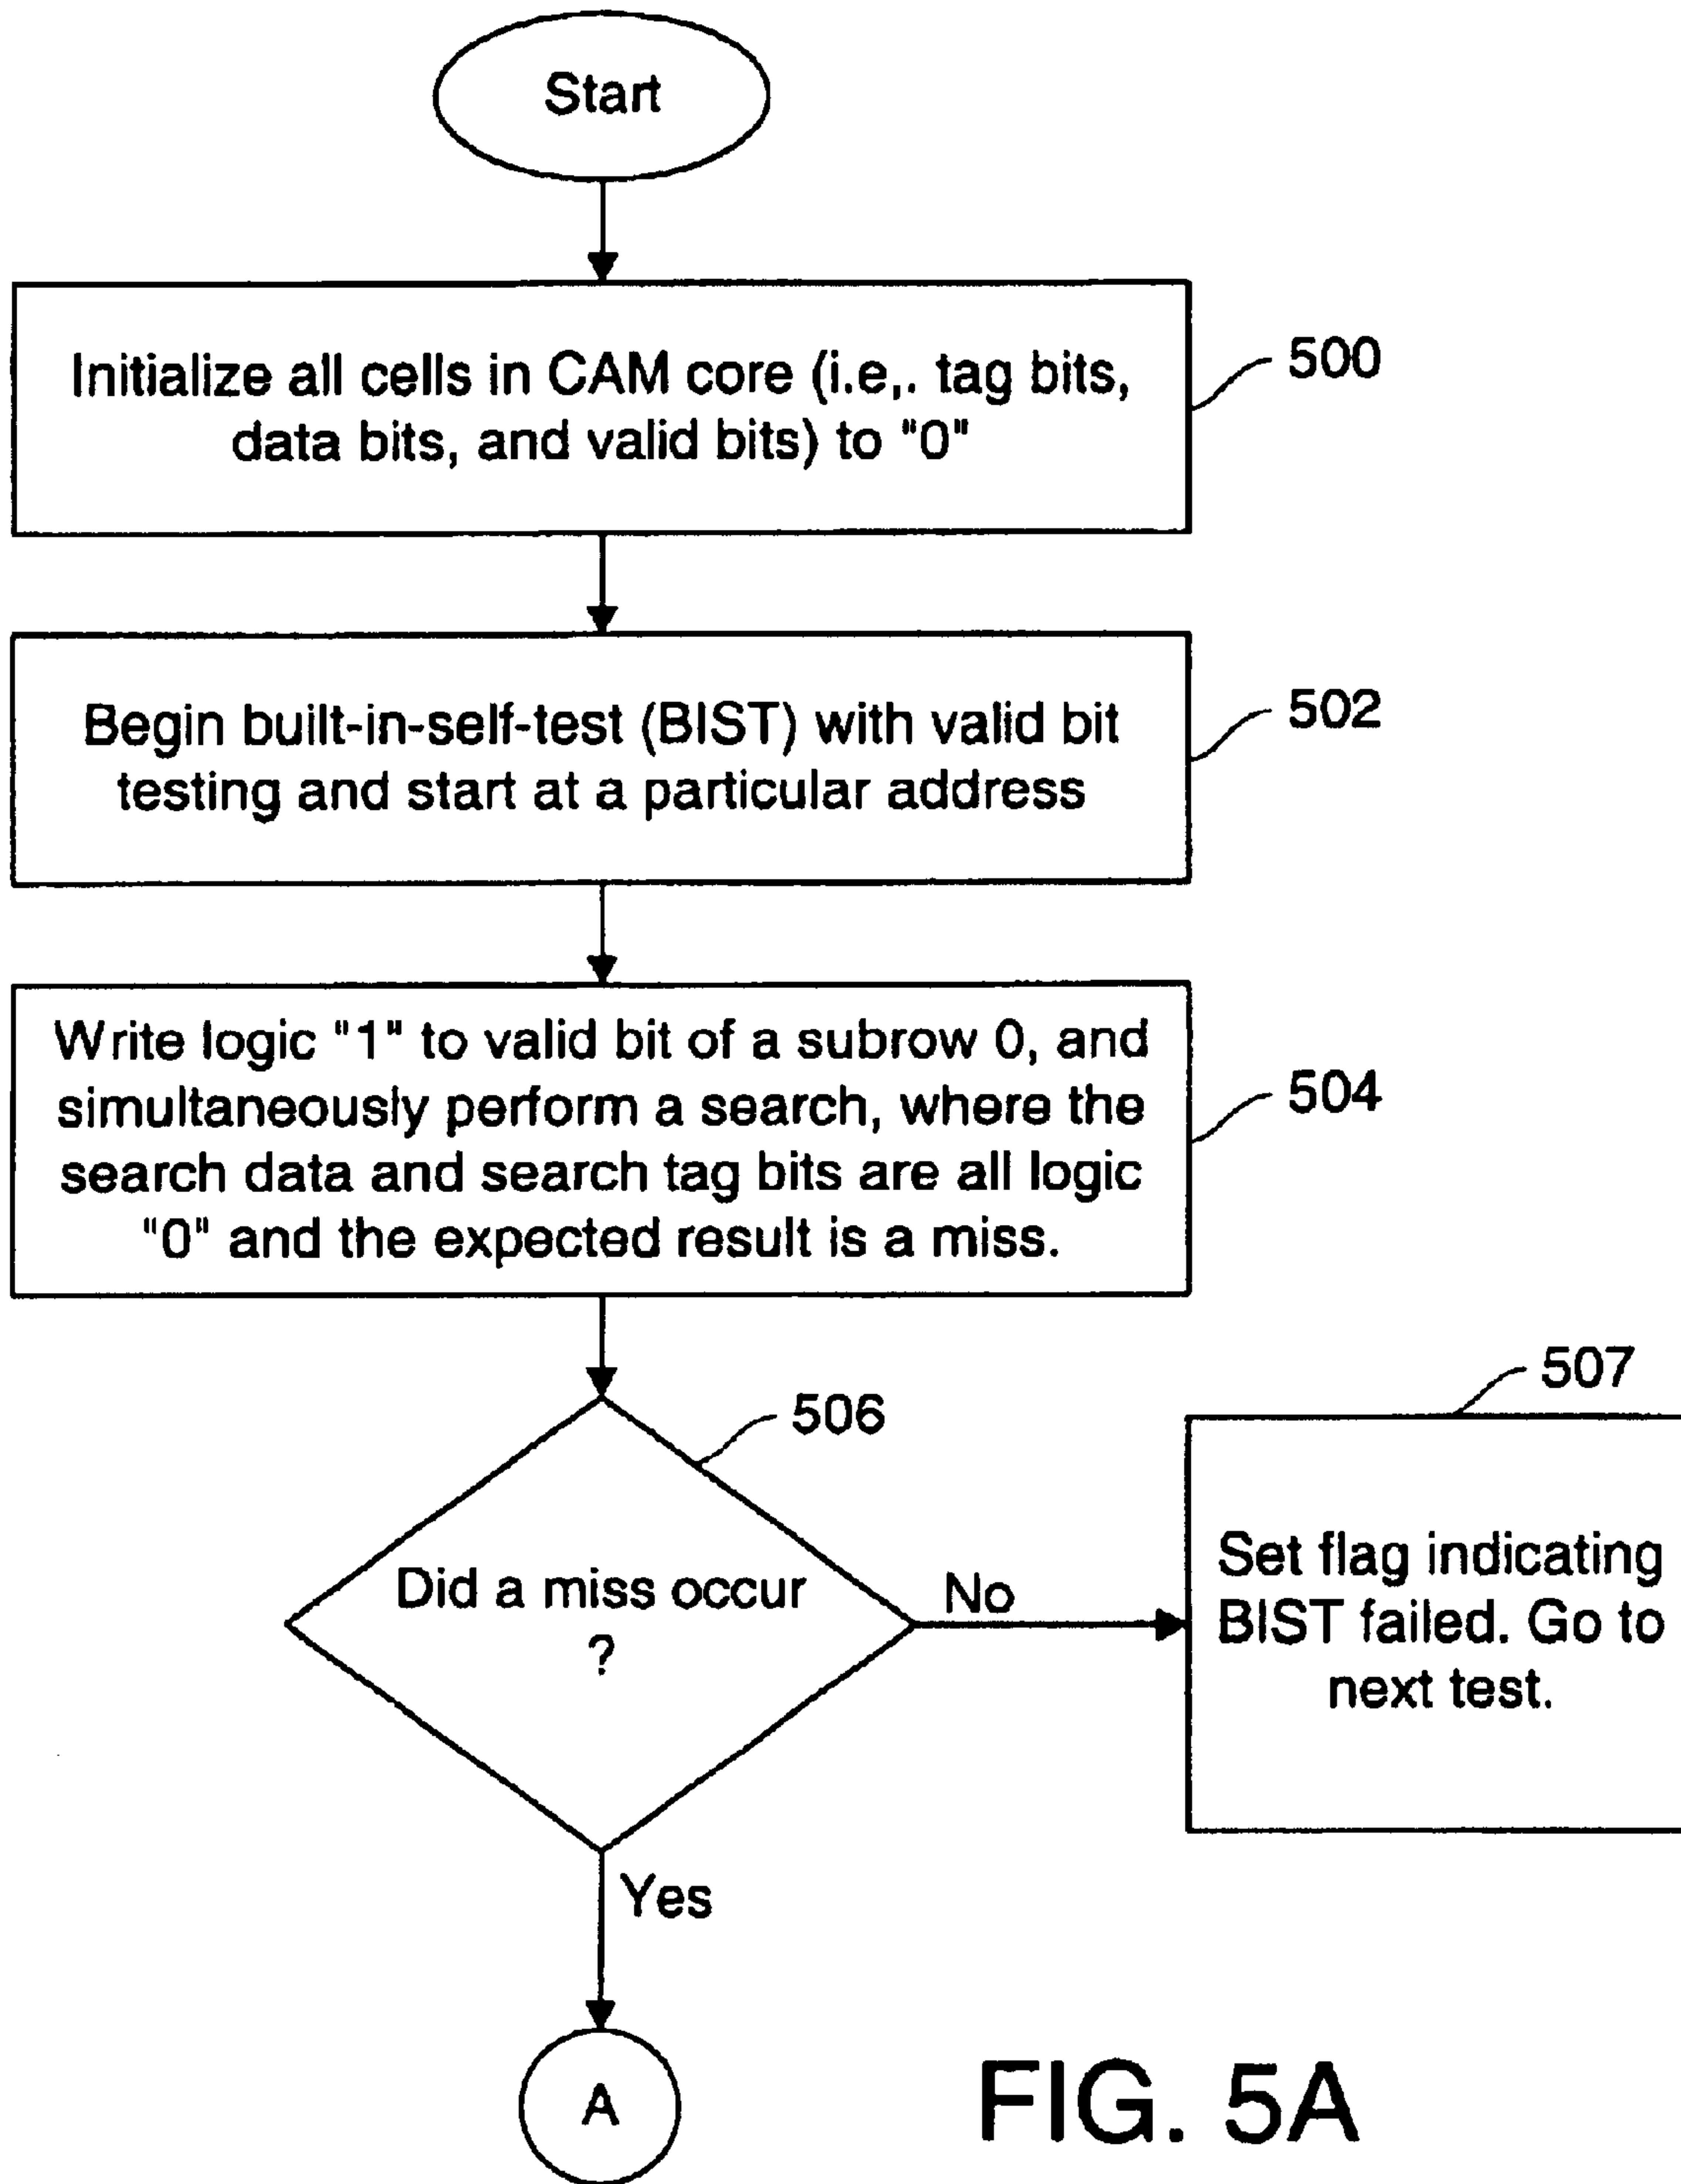 Start
Initialize all cells in CAM core (i.e,. tag bits,
data bits, and valid bits) to "0"
500
Begin built-in-self-test (BIST) with valid bit
testing and start at a particular address
502
Write logic "1" to valid bit of a subrow 0, and
simultaneously perform a search, where the
search data and search tag bits are all logic
"0" and the expected result is a miss.
504
506
Did a miss occur
?
No
507
Set flag indicating
BIST failed. Go to
next test.
Yes
A
FIG. 5A